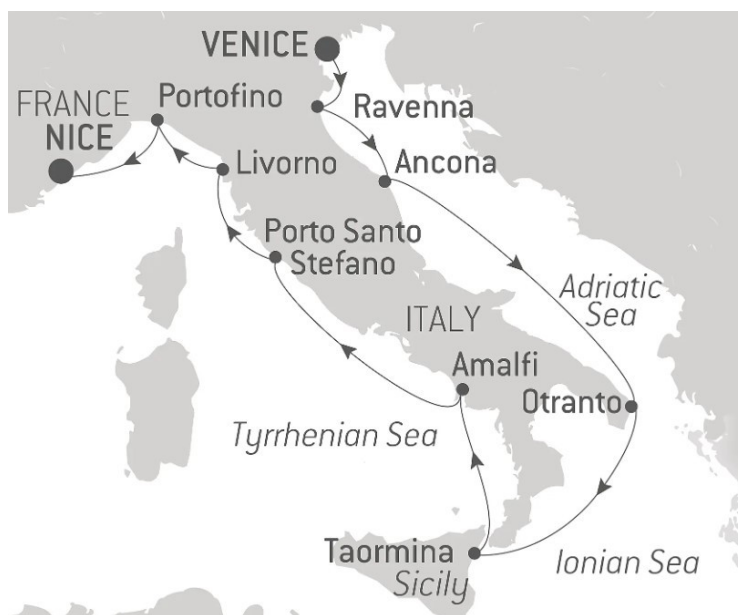 VENICE
FRANCE
NICE
Portofino
Ravenna
Livorno
Ancona
Porto Santo
Stefano
Adriatic
Sea
ITALY
Amalfi
Otranto
Tyrrhenian Sea
Taormina
Sicily
Ionian Sea